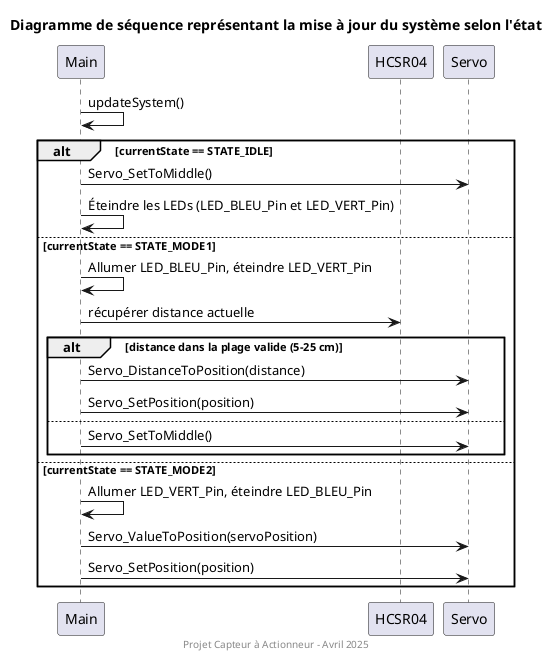 Diagramme de séquence représentant la mise à jour du système selon l'état
Main HCSR04 Servo
updateSystem()
alt [currentState == STATE_IDLE]
Servo_SetToMiddle()
Éteindre les LEDs (LED_BLEU_Pin et LED_VERT_Pin)
[currentState == STATE_MODE1]
Allumer LED_BLEU_Pin, éteindre LED_VERT_Pin
récupérer distance actuelle
alt [distance dans la plage valide (5-25 cm)]
Servo_DistanceToPosition(distance)
Servo_SetPosition(position)
Servo_SetToMiddle()
[currentState == STATE_MODE2]
Allumer LED_VERT_Pin, éteindre LED_BLEU_Pin
Servo_ValueToPosition(servoPosition)
Servo_SetPosition(position)
Main HCSR04 Servo
Projet Capteur à Actionneur - Avril 2025